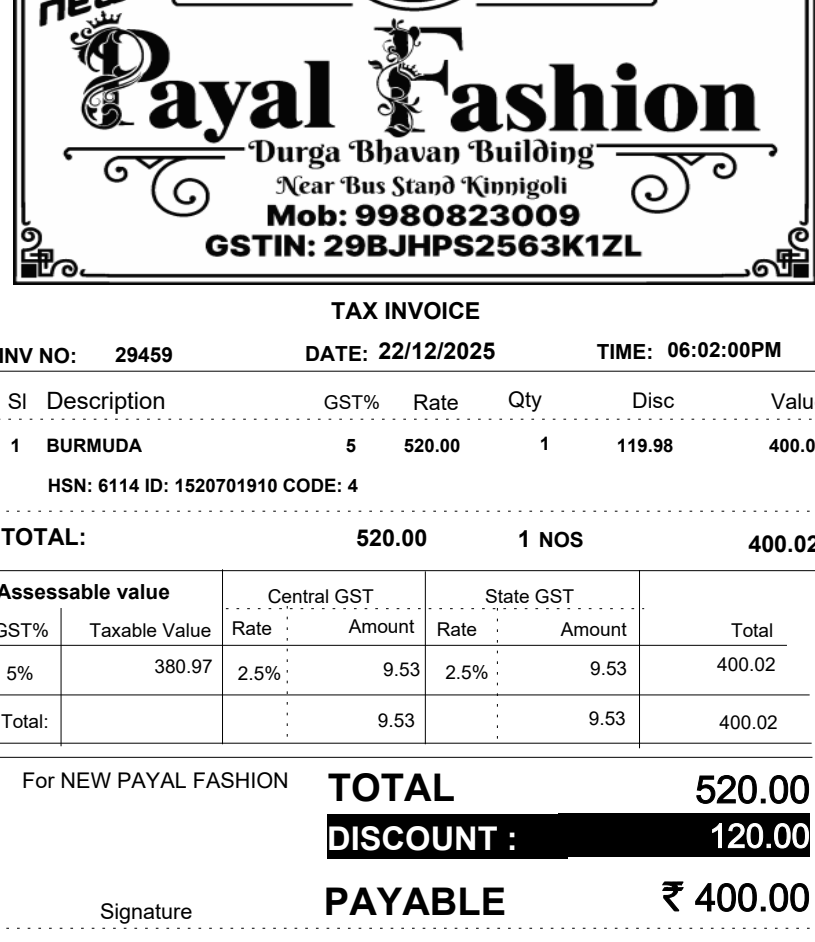 NEW
Payal Fashion
Durga Bhavan Building
Near Bus Stand Kinnigoli
Mob: 9980823009
GSTIN: 29BJHPS2563K1ZL
TAX INVOICE
INV NO: 29459 DATE: 22/12/2025 TIME: 06:02:00PM
Sl Description GST% Rate Qty Disc Valu
1 BURMUDA 5 520.00 1 119.98 400.0
HSN: 6114 ID: 1520701910 CODE: 4
TOTAL: 520.00 1 NOS 400.02
Assessable value Central GST State GST
GST% Taxable Value Rate Amount Rate Amount Total
5% 380.97 2.5% 9.53 2.5% 9.53 400.02
Total: 9.53 9.53 400.02
For NEW PAYAL FASHION TOTAL 520.00
DISCOUNT : 120.00
Signature PAYABLE ₹ 400.00